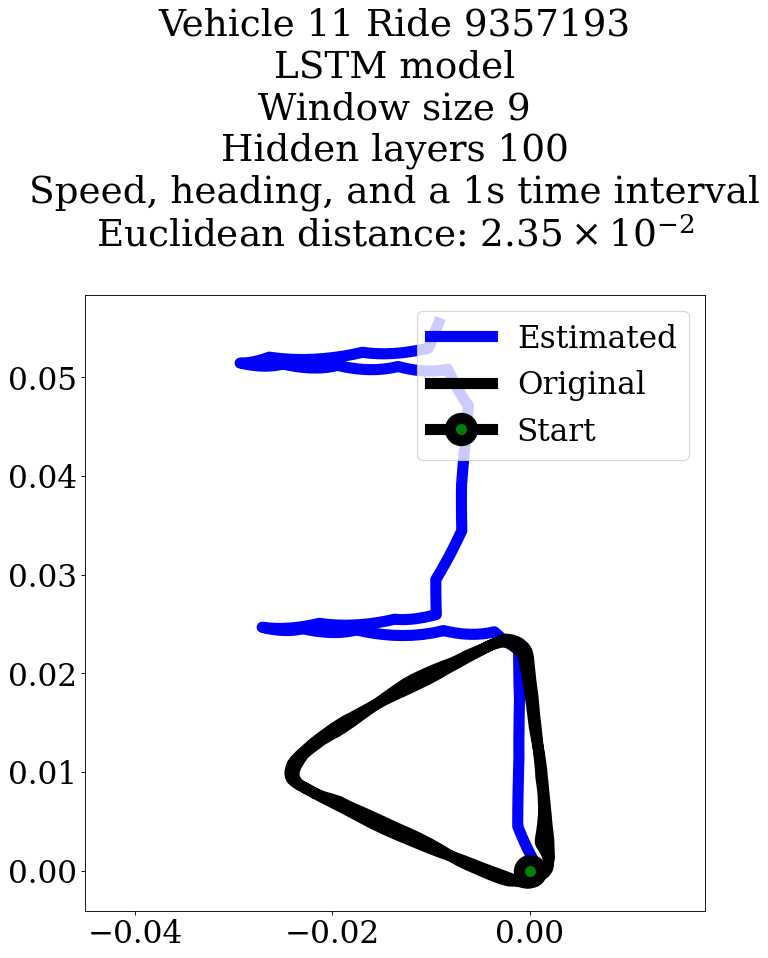 Vehicle 11 Ride 9357193
LSTM model
Window size 9
Hidden layers 100
Speed, heading, and a 1s time interval
Euclidean distance: 2.35 × 10⁻²
Estimated
Original
Start
0.05
0.04
0.03
0.02
0.01
0.00
−0.04
−0.02
0.00